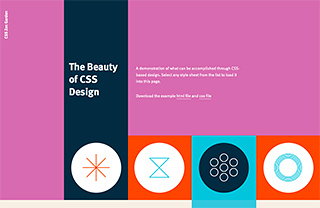 CSS Zen Garden
The Beauty
of CSS
Design
A demonstration of what can be accomplished through CSS-
based design. Select any style sheet from the list to load it
into this page.
Download the example html file and css file